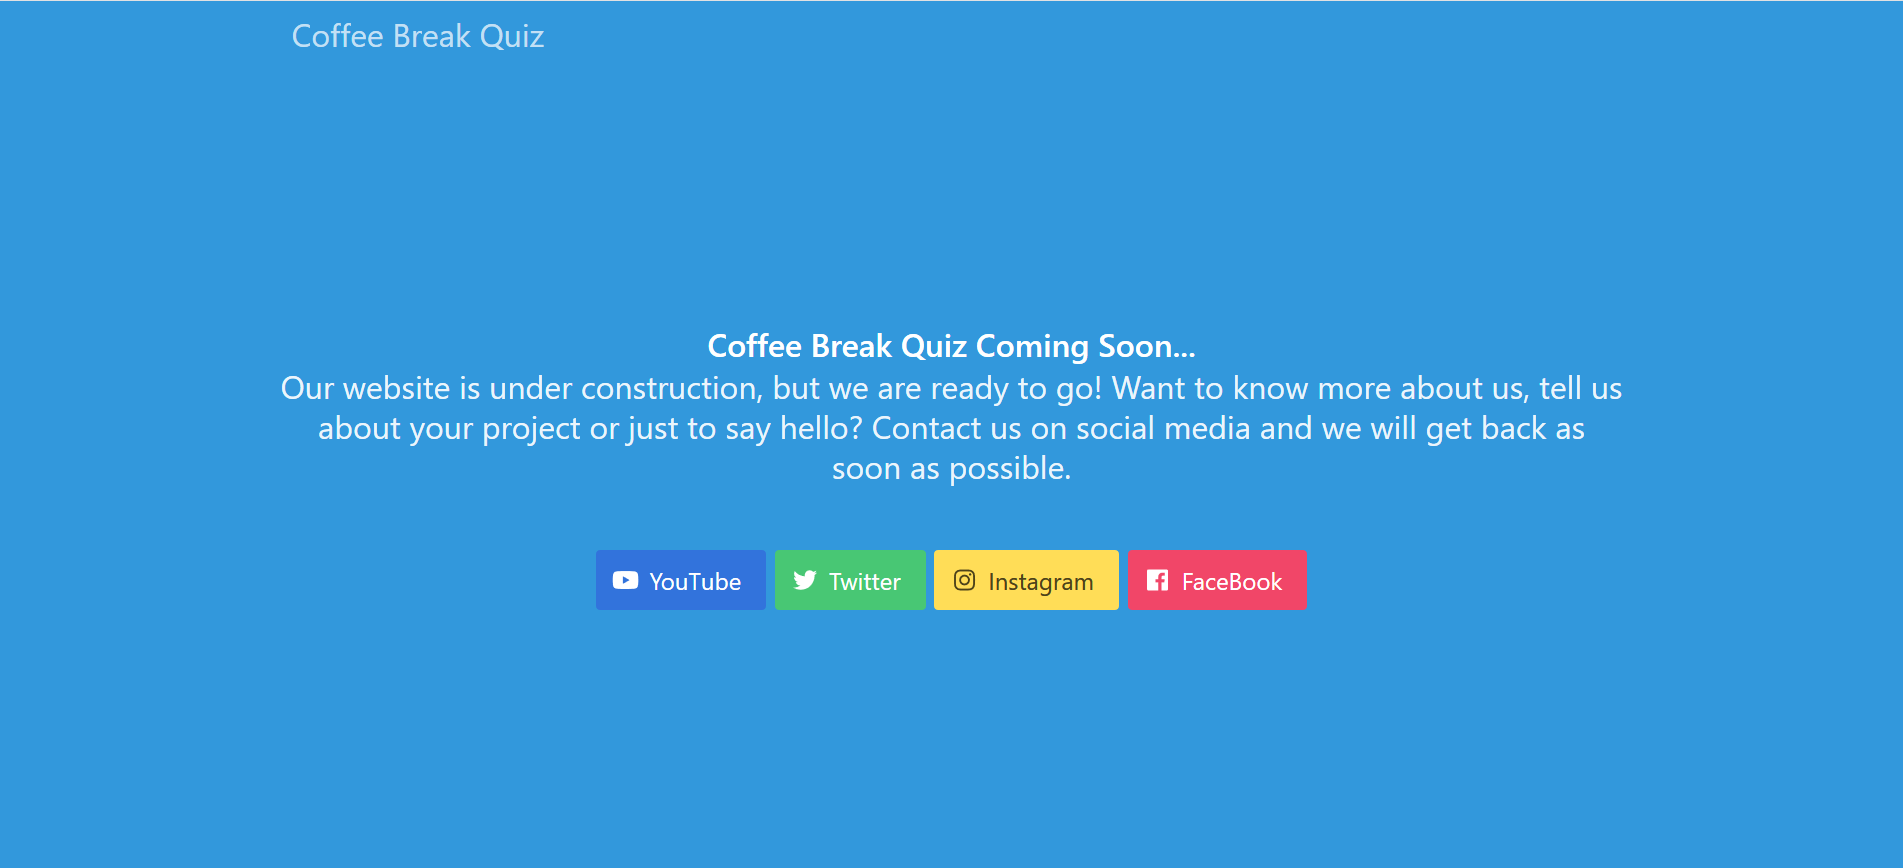 Coffee Break Quiz
Coffee Break Quiz Coming Soon...
Our website is under construction, but we are ready to go! Want to know more about us, tell us
about your project or just to say hello? Contact us on social media and we will get back as
soon as possible.
YouTube
Twitter
Instagram
FaceBook